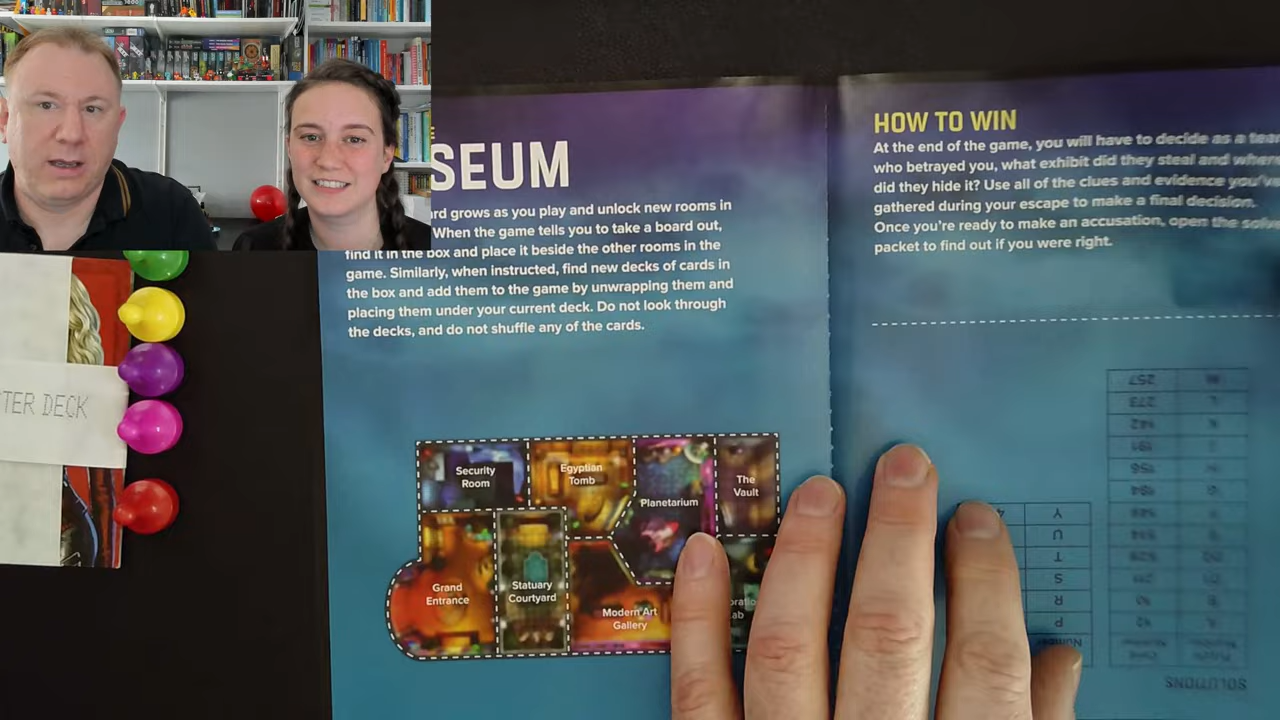 SEUM
rd grows as you play and unlock new rooms in
When the game tells you to take a board out,
find it in the box and place it beside the other rooms in the
game. Similarly, when instructed, find new decks of cards in
the box and add them to the game by unwrapping them and
placing them under your current deck. Do not look through
the decks, and do not shuffle any of the cards.
HOW TO WIN
At the end of the game, you will have to decide as a tea
who betrayed you, what exhibit did they steal and where
did they hide it? Use all of the clues and evidence you've
gathered during your escape to make a final decision.
Once you're ready to make an accusation, open the
packet to find out if you were right.
TER DECK
Security
Room
Egyptian
Tomb
Planetarium
The
Vault
Grand
Entrance
Statuary
Courtyard
Modern Art
Gallery
ab
SOLUTIONS
Number
P
R
S
T
U
Y